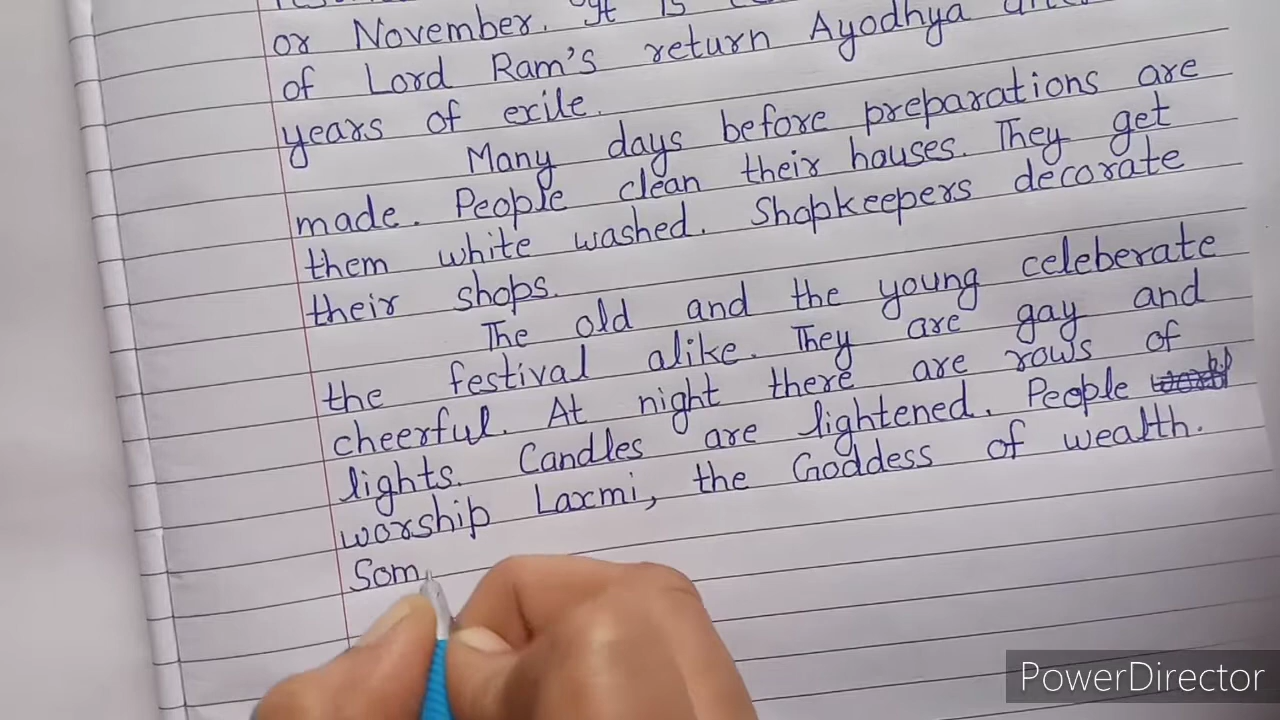 or November. It is
of Lord Ram's return Ayodhya
years of exile.
Many days before preparations are
made. People clean their houses. They get
them white washed. Shopkeepers decorate
their shops.
The old and the young celeberate
the festival alike. They are gay and
cheerful. At night there are rows of
lights. Candles are lightened. People
worship Laxmi, the Goddess of wealth.
Som
PowerDirector